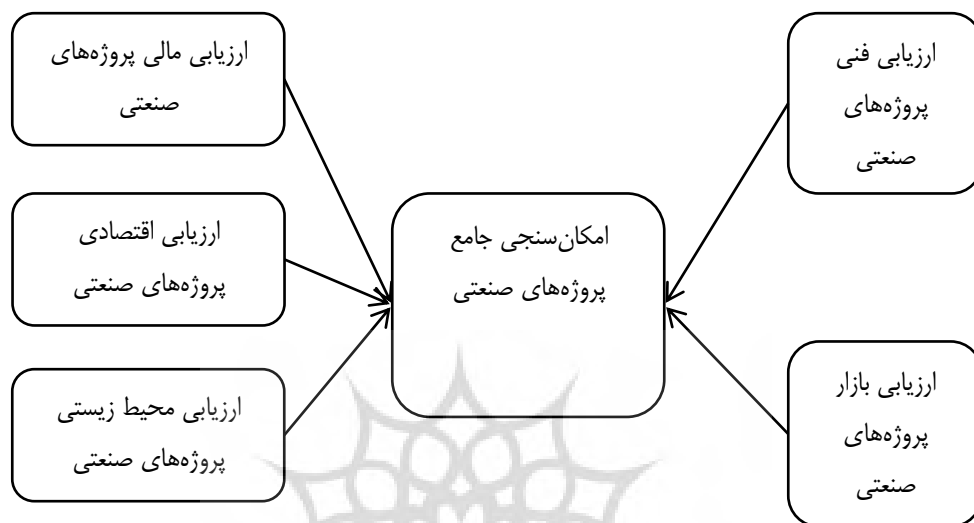 ارزیابی فنی
پروژه‌های
صنعتی
ارزیابی بازار
پروژه‌های
صنعتی
امکان‌سنجی جامع
پروژه‌های صنعتی
ارزیابی مالی پروژه‌های
صنعتی
ارزیابی اقتصادی
پروژه‌های صنعتی
ارزیابی محیط زیستی
پروژه‌های صنعتی